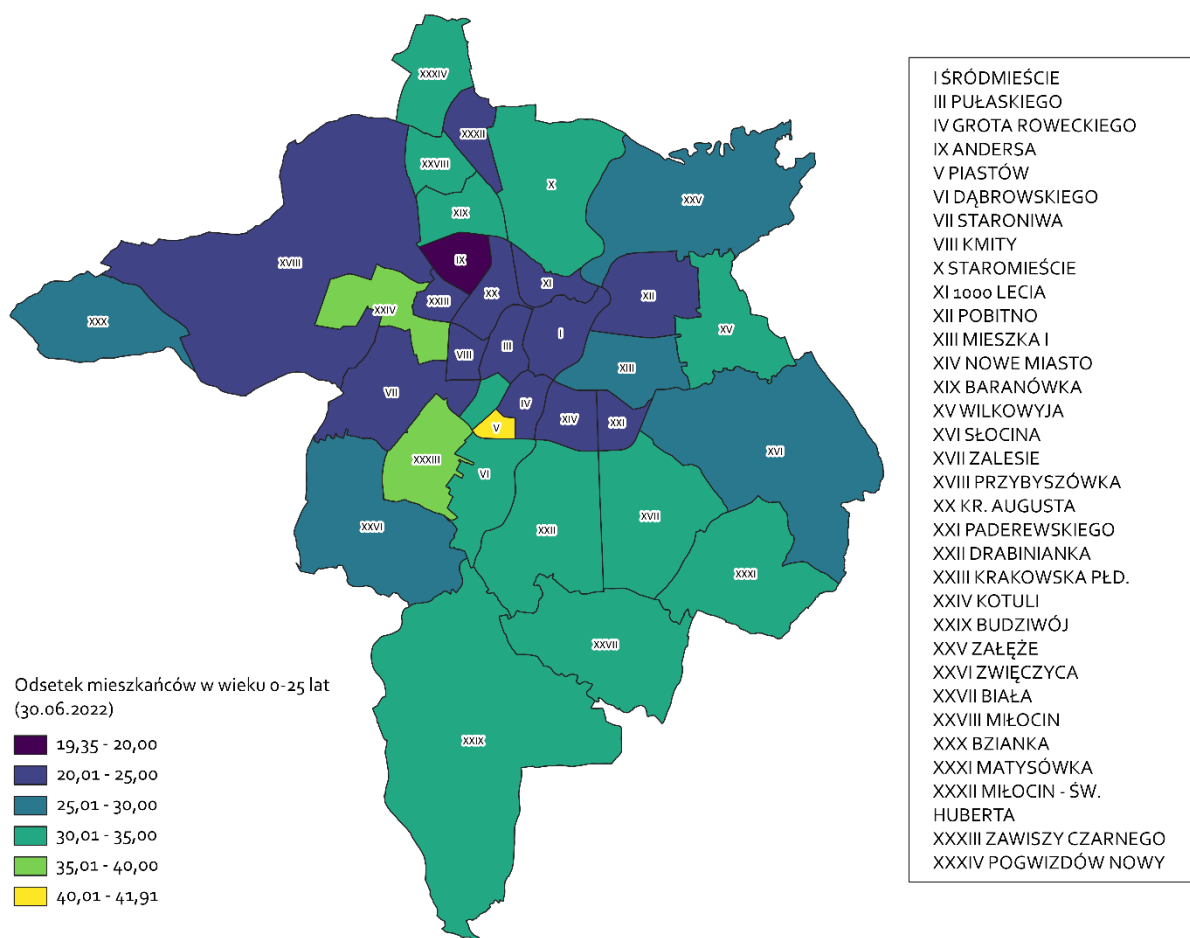 XXXIV
XXXII
XXVIII
X
XXV
XIX
IX
XVIII
XI
XX
XII
XXIII
XXIV
XXX
XV
I
III
VIII
XIII
VII
IV
XIV
XXI
V
XVI
XXXIII
VI
XVII
XXII
XXVI
XXXI
XXVII
XXIX
Odsetek mieszkańców w wieku 0-25 lat
(30.06.2022)
19,35 - 20,00
20,01 - 25,00
25,01 - 30,00
30,01 - 35,00
35,01 - 40,00
40,01 - 41,91
I ŚRÓDMIEŚCIE
III PUŁASKIEGO
IV GROTA ROWECKIEGO
IX ANDERSA
V PIASTÓW
VI DĄBROWSKIEGO
VII STARONIWA
VIII KMITY
X STAROMIEŚCIE
XI 1000 LECIA
XII POBITNO
XIII MIESZKA I
XIV NOWE MIASTO
XIX BARANÓWKA
XV WILKOWYJA
XVI SŁOCINA
XVII ZALESIE
XVIII PRZYBYSZÓWKA
XX KR. AUGUSTA
XXI PADEREWSKIEGO
XXII DRABINIANKA
XXIII KRAKOWSKA PŁD.
XXIV KOTULI
XXIX BUDZIWÓJ
XXV ZAŁĘŻE
XXVI ZWIĘCZYCA
XXVII BIAŁA
XXVIII MIŁOCIN
XXX BZIANKA
XXXI MATYSÓWKA
XXXII MIŁOCIN - ŚW.
HUBERTA
XXXIII ZAWISZY CZARNEGO
XXXIV POGWIZDÓW NOWY